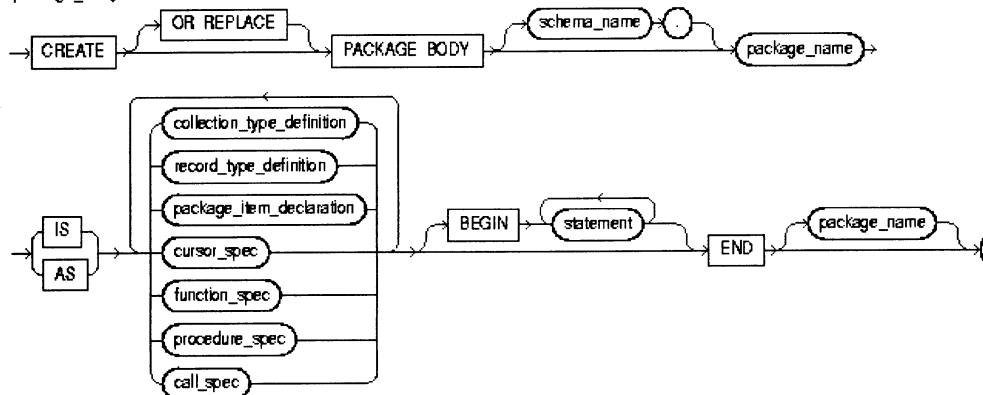 OR REPLACE schema_name .
CREATE PACKAGE BODY package_name
collection_type_definition
record_type_definition
package_item_declaration
IS BEGIN statement package_name
cursor_spec END
AS
function_spec
procedure_spec
call_spec